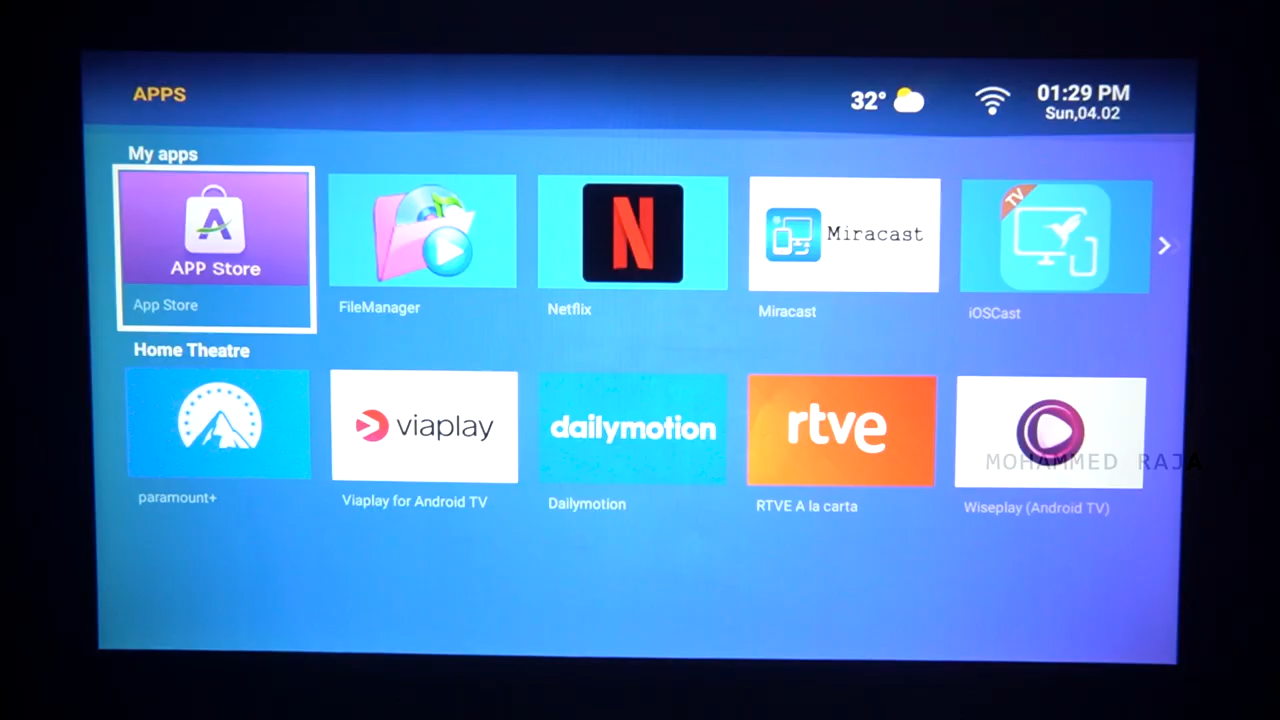 APPS
32°
01:29 PM
Sun,04.02
My apps
A
APP Store
App Store
FileManager
N
Netflix
Miracast
Miracast
TV
iOSCast
Home Theatre
paramount+
viaplay
Viaplay for Android TV
dailymotion
Dailymotion
rtve
RTVE A la carta
MOHAMMED RAJA
Wiseplay (Android TV)